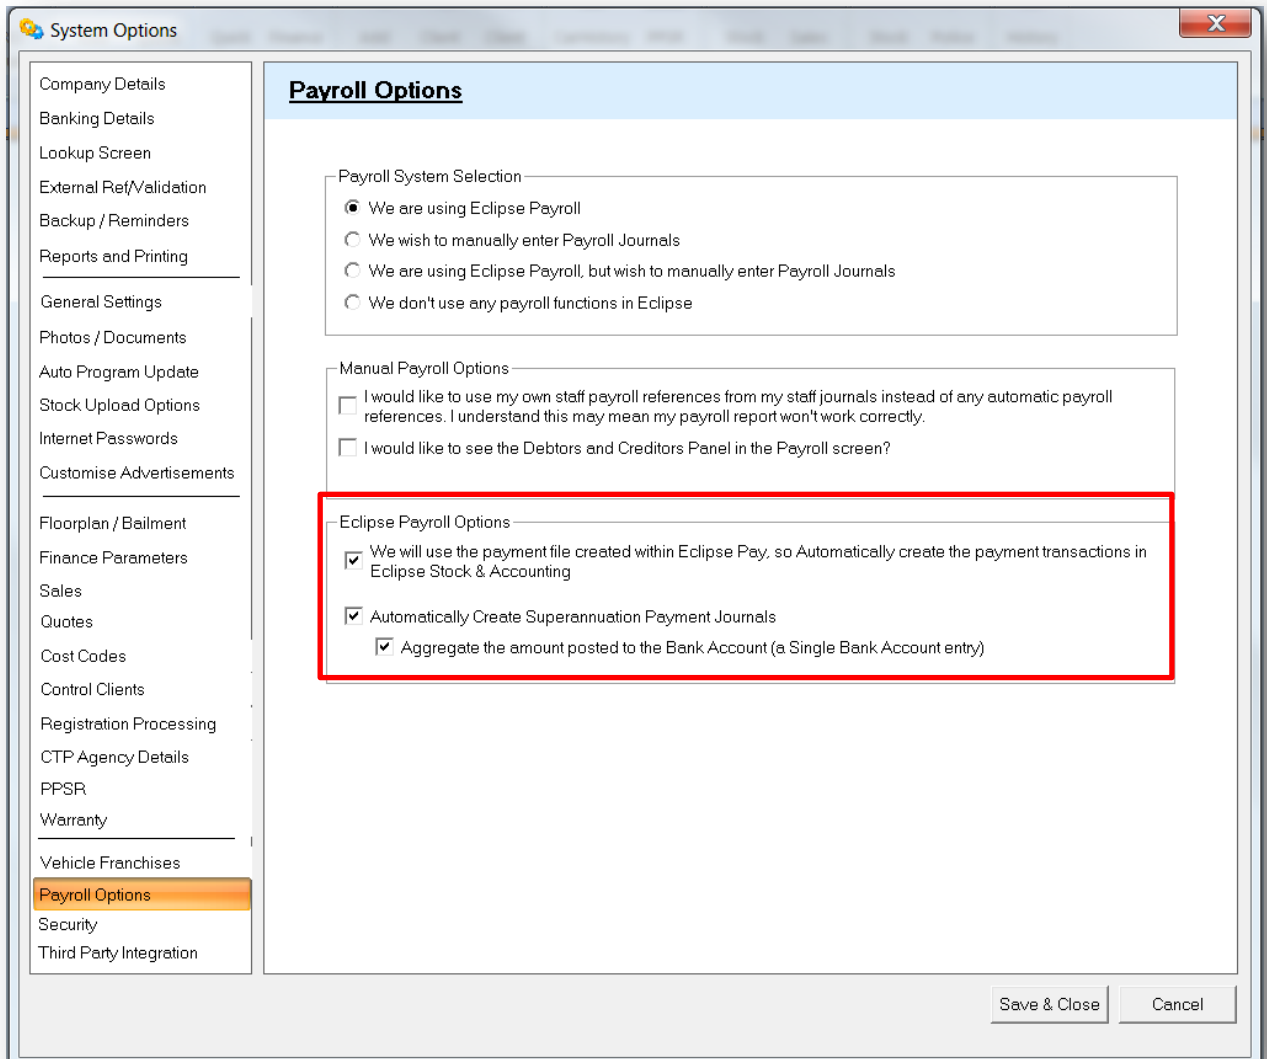 System Options
Company Details
Banking Details
Lookup Screen
External Ref/Validation
Backup / Reminders
Reports and Printing
General Settings
Photos / Documents
Auto Program Update
Stock Upload Options
Internet Passwords
Customise Advertisements
Floorplan / Bailment
Finance Parameters
Sales
Quotes
Cost Codes
Control Clients
Registration Processing
CTP Agency Details
PPSR
Warranty
Vehicle Franchises
Payroll Options
Security
Third Party Integration
Payroll Options
Payroll System Selection
We are using Eclipse Payroll
We wish to manually enter Payroll Journals
We are using Eclipse Payroll, but wish to manually enter Payroll Journals
We don't use any payroll functions in Eclipse
Manual Payroll Options
I would like to use my own staff payroll references from my staff journals instead of any automatic payroll
references. I understand this may mean my payroll report won't work correctly.
I would like to see the Debtors and Creditors Panel in the Payroll screen?
Eclipse Payroll Options
We will use the payment file created within Eclipse Pay, so Automatically create the payment transactions in
Eclipse Stock & Accounting
Automatically Create Superannuation Payment Journals
Aggregate the amount posted to the Bank Account (a Single Bank Account entry)
Save & Close
Cancel